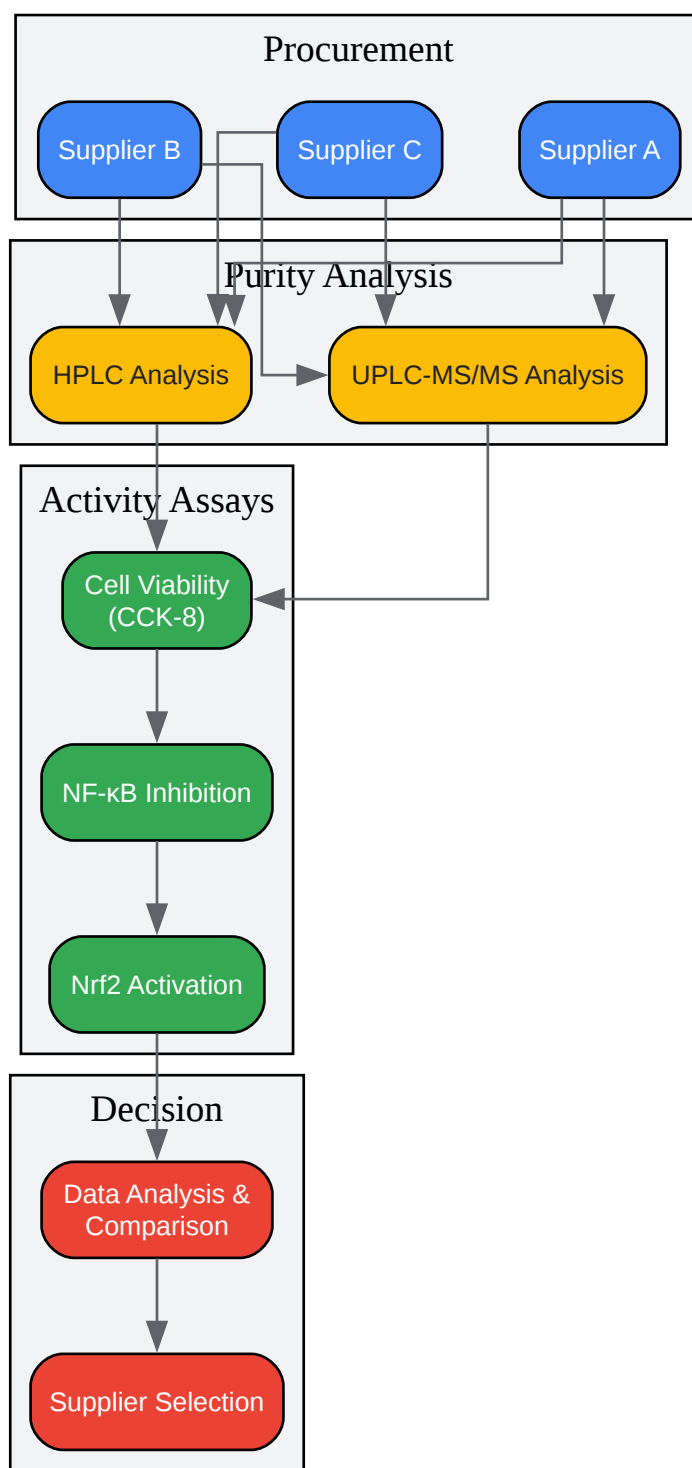 Procurement
Supplier B
Supplier C
Supplier A
Purity Analysis
HPLC Analysis
UPLC-MS/MS Analysis
Activity Assays
Cell Viability
(CCK-8)
NF-κB Inhibition
Nrf2 Activation
Decision
Data Analysis &
Comparison
Supplier Selection